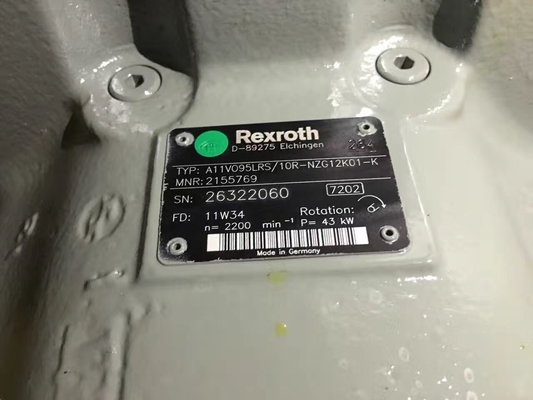 Rexroth
D-89275 Elchingen
TYP: A11VO95LRS/10R-NZG12K01-K
MNR: 2155769
SN: 26322060 7202
FD: 11W34 Rotation:
n= 2200 min⁻¹ P= 43 kW
Made in Germany